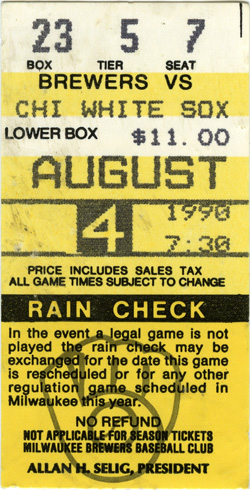 23 5 7
BOX TIER SEAT
BREWERS VS
CHI WHITE SOX
LOWER BOX $11.00
AUGUST
4 1990
7:30
PRICE INCLUDES SALES TAX
ALL GAME TIMES SUBJECT TO CHANGE
RAIN CHECK
In the event a legal game is not
played the rain check may be
exchanged for the date this game
is rescheduled or for any other
regulation game scheduled in
Milwaukee this year.
NO REFUND
NOT APPLICABLE FOR SEASON TICKETS
MILWAUKEE BREWERS BASEBALL CLUB
ALLAN H. SELIG, PRESIDENT